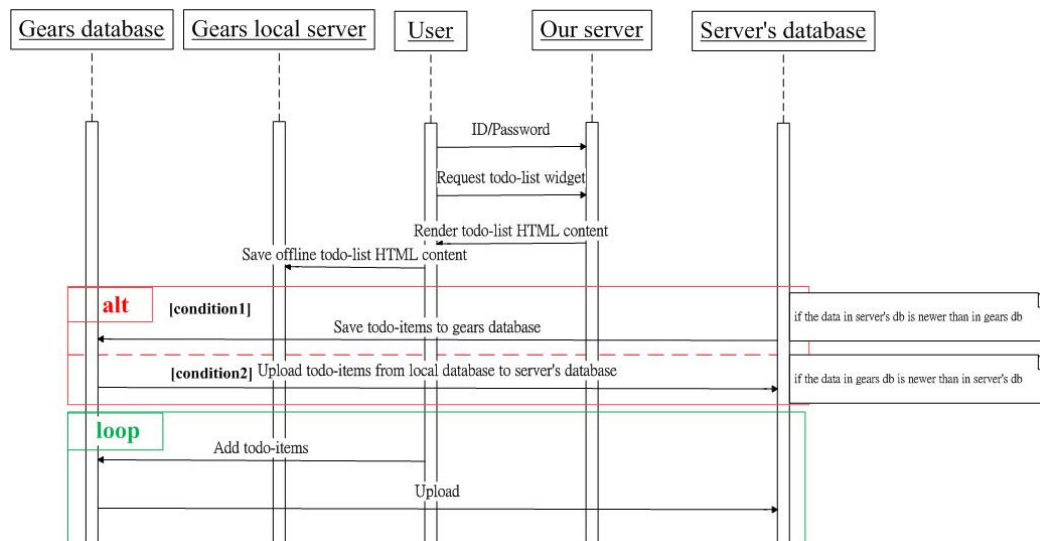 Gears database
Gears local server
User
Our server
Server's database
ID/Password
Request todo-list widget
Render todo-list HTML content
Save offline todo-list HTML content
alt
[condition1]
if the data in server's db is newer than in gears db
Save todo-items to gears database
[condition2]
Upload todo-items from local database to server's database
if the data in gears db is newer than in server's db
loop
Add todo-items
Upload